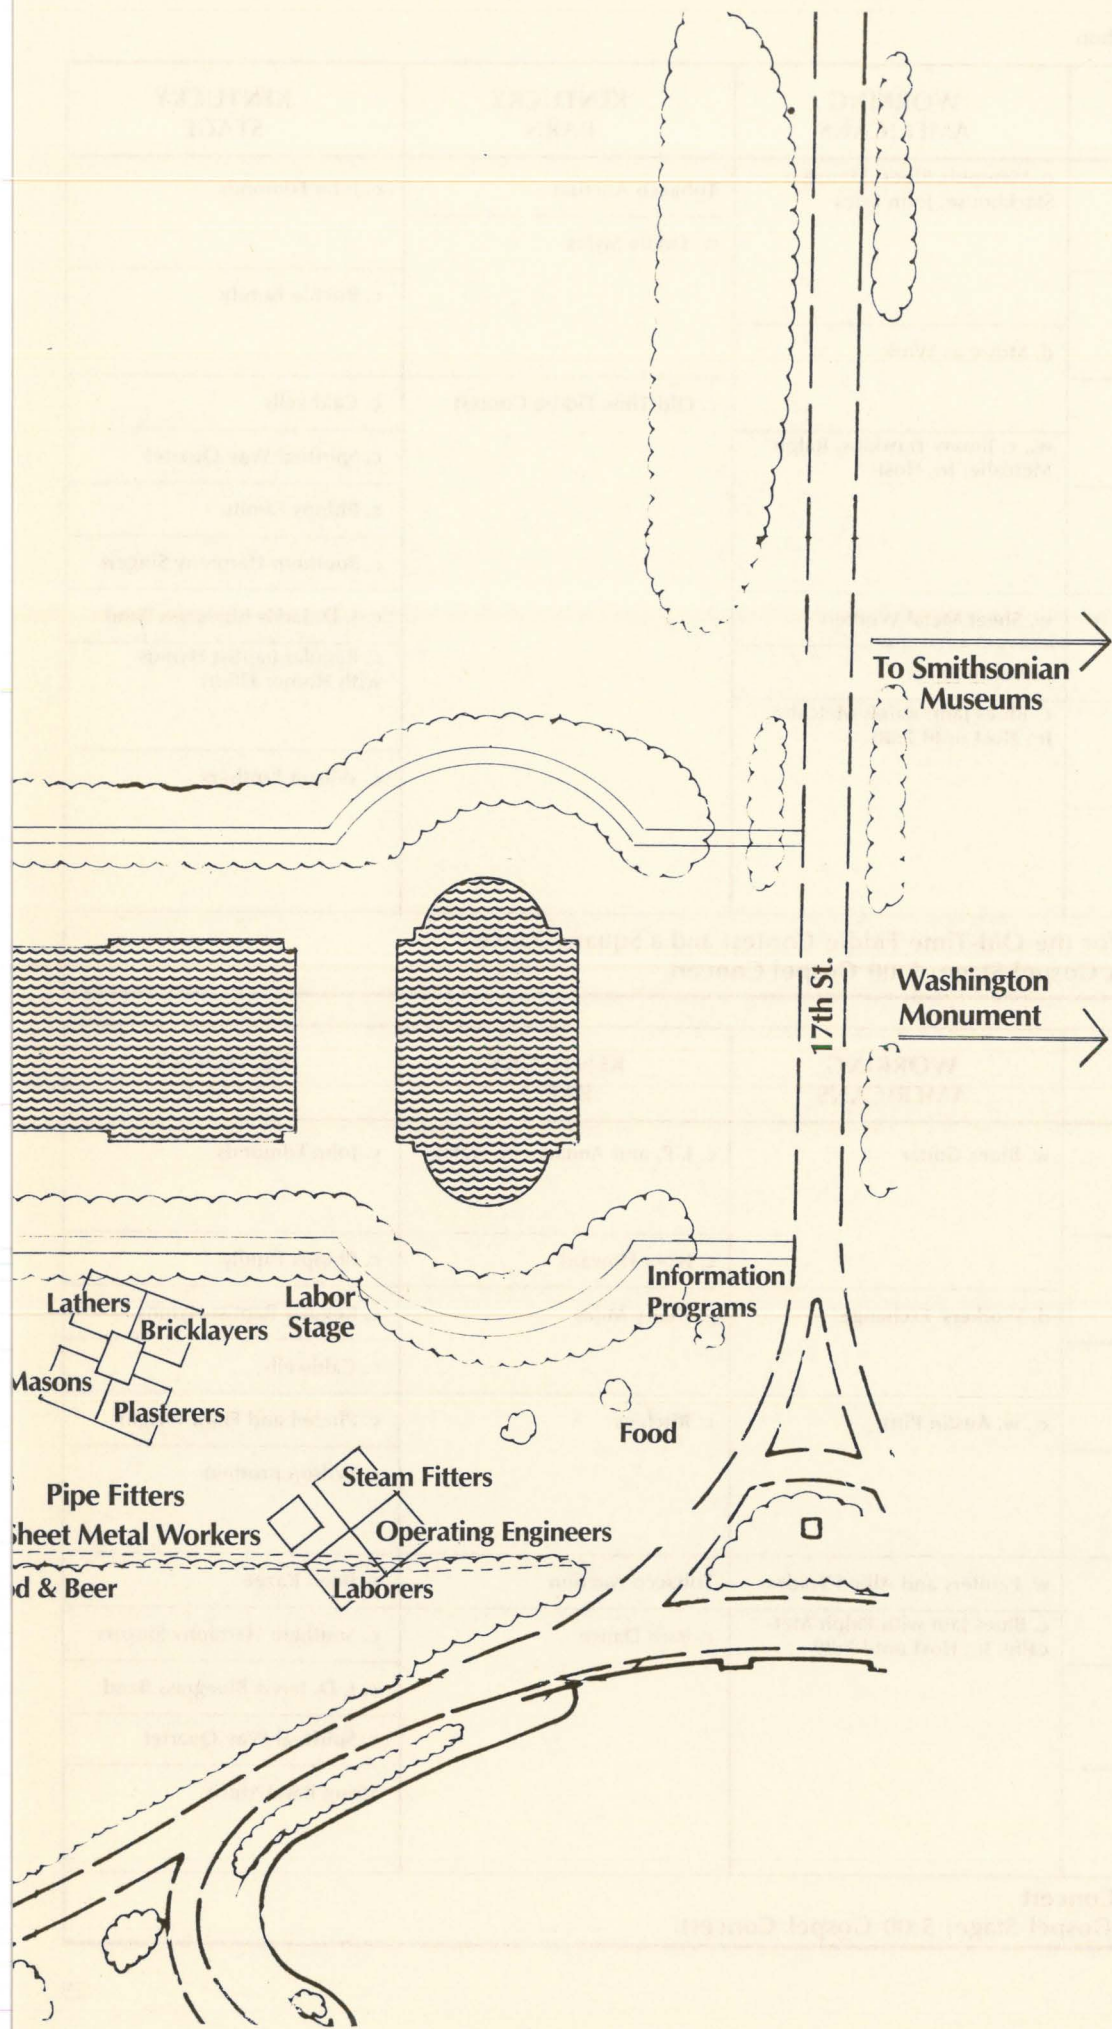 To Smithsonian
Museums
17th St.
Washington
Monument
Information
Programs
Lathers
Labor
Stage
Bricklayers
Masons
Plasterers
Food
Steam Fitters
Pipe Fitters
Sheet Metal Workers
Operating Engineers
d & Beer
Laborers